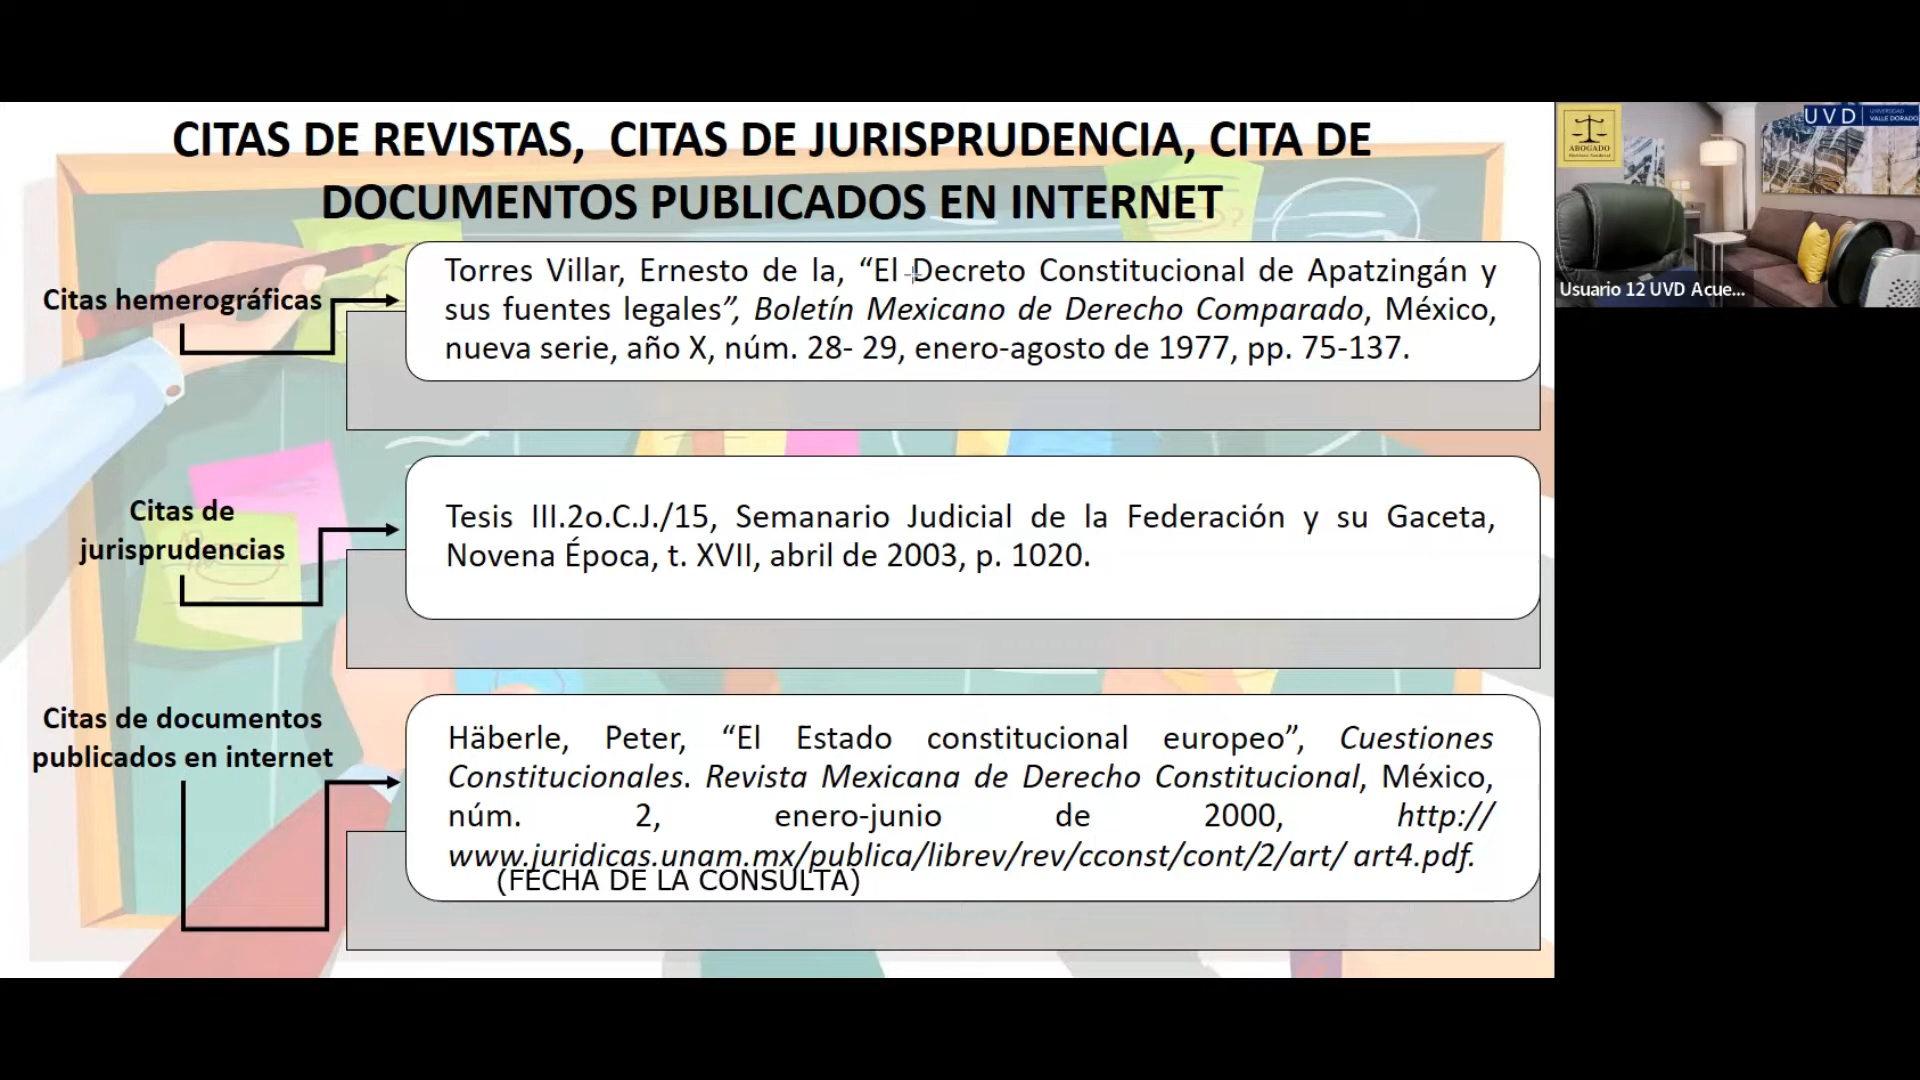 CITAS DE REVISTAS, CITAS DE JURISPRUDENCIA, CITA DE
DOCUMENTOS PUBLICADOS EN INTERNET
Citas hemerográficas
Torres Villar, Ernesto de la, “El Decreto Constitucional de Apatzingán y
sus fuentes legales”, Boletín Mexicano de Derecho Comparado, México,
nueva serie, año X, núm. 28- 29, enero-agosto de 1977, pp. 75-137.
Citas de
jurisprudencias
Tesis III.2o.C.J./15, Semanario Judicial de la Federación y su Gaceta,
Novena Época, t. XVII, abril de 2003, p. 1020.
Citas de documentos
publicados en internet
Häberle, Peter, “El Estado constitucional europeo”, Cuestiones
Constitucionales. Revista Mexicana de Derecho Constitucional, México,
núm. 2, enero-junio de 2000, http://
www.juridicas.unam.mx/publica/librev/rev/cconst/cont/2/art/ art4.pdf.
(FECHA DE LA CONSULTA)
ABOGADO
UVD
UNIVERSIDAD
VALLE DORADO
Usuario 12 UVD Acue...